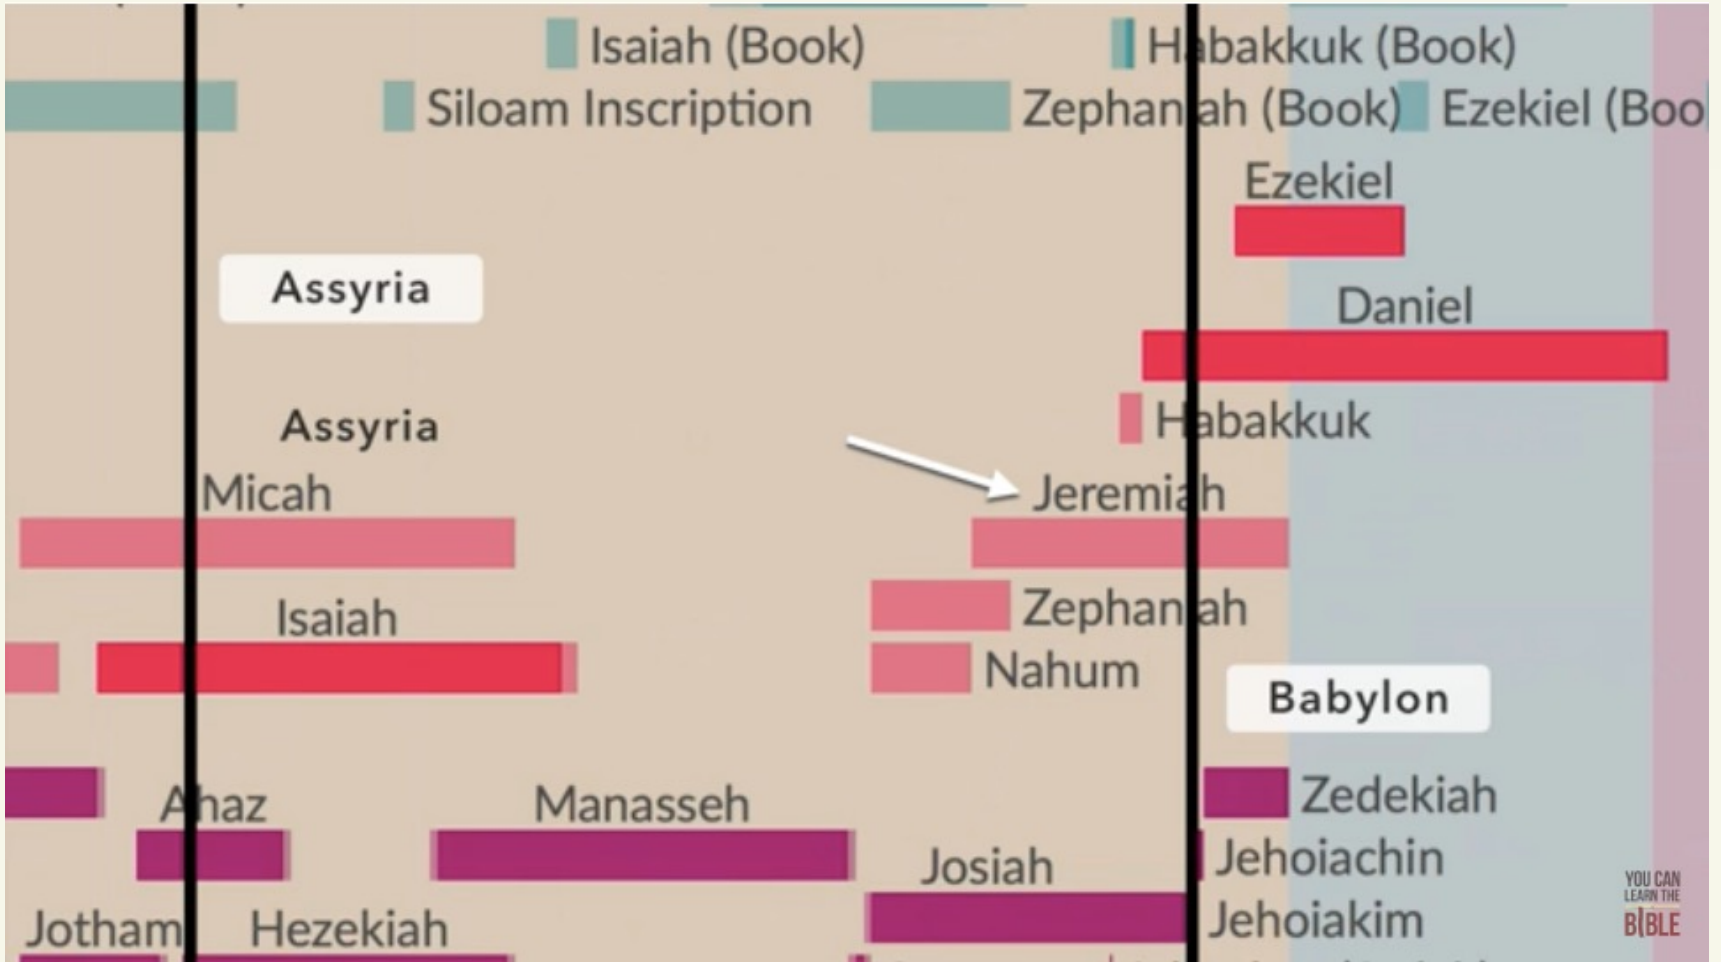 Isaiah (Book)
Habakkuk (Book)
Siloam Inscription
Zephaniah (Book)
Ezekiel (Boo
Ezekiel
Assyria
Daniel
Assyria
Habakkuk
Micah
Jeremiah
Isaiah
Zephaniah
Nahum
Babylon
Ahaz
Manasseh
Zedekiah
Josiah
Jehoiachin
Jotham
Hezekiah
Jehoiakim
YOU CAN
LEARN THE
BIBLE